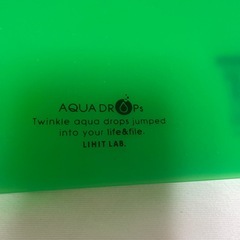 AQUA DROPs
Twinkle aqua drops jumped
into your life&file.
LIHIT LAB.